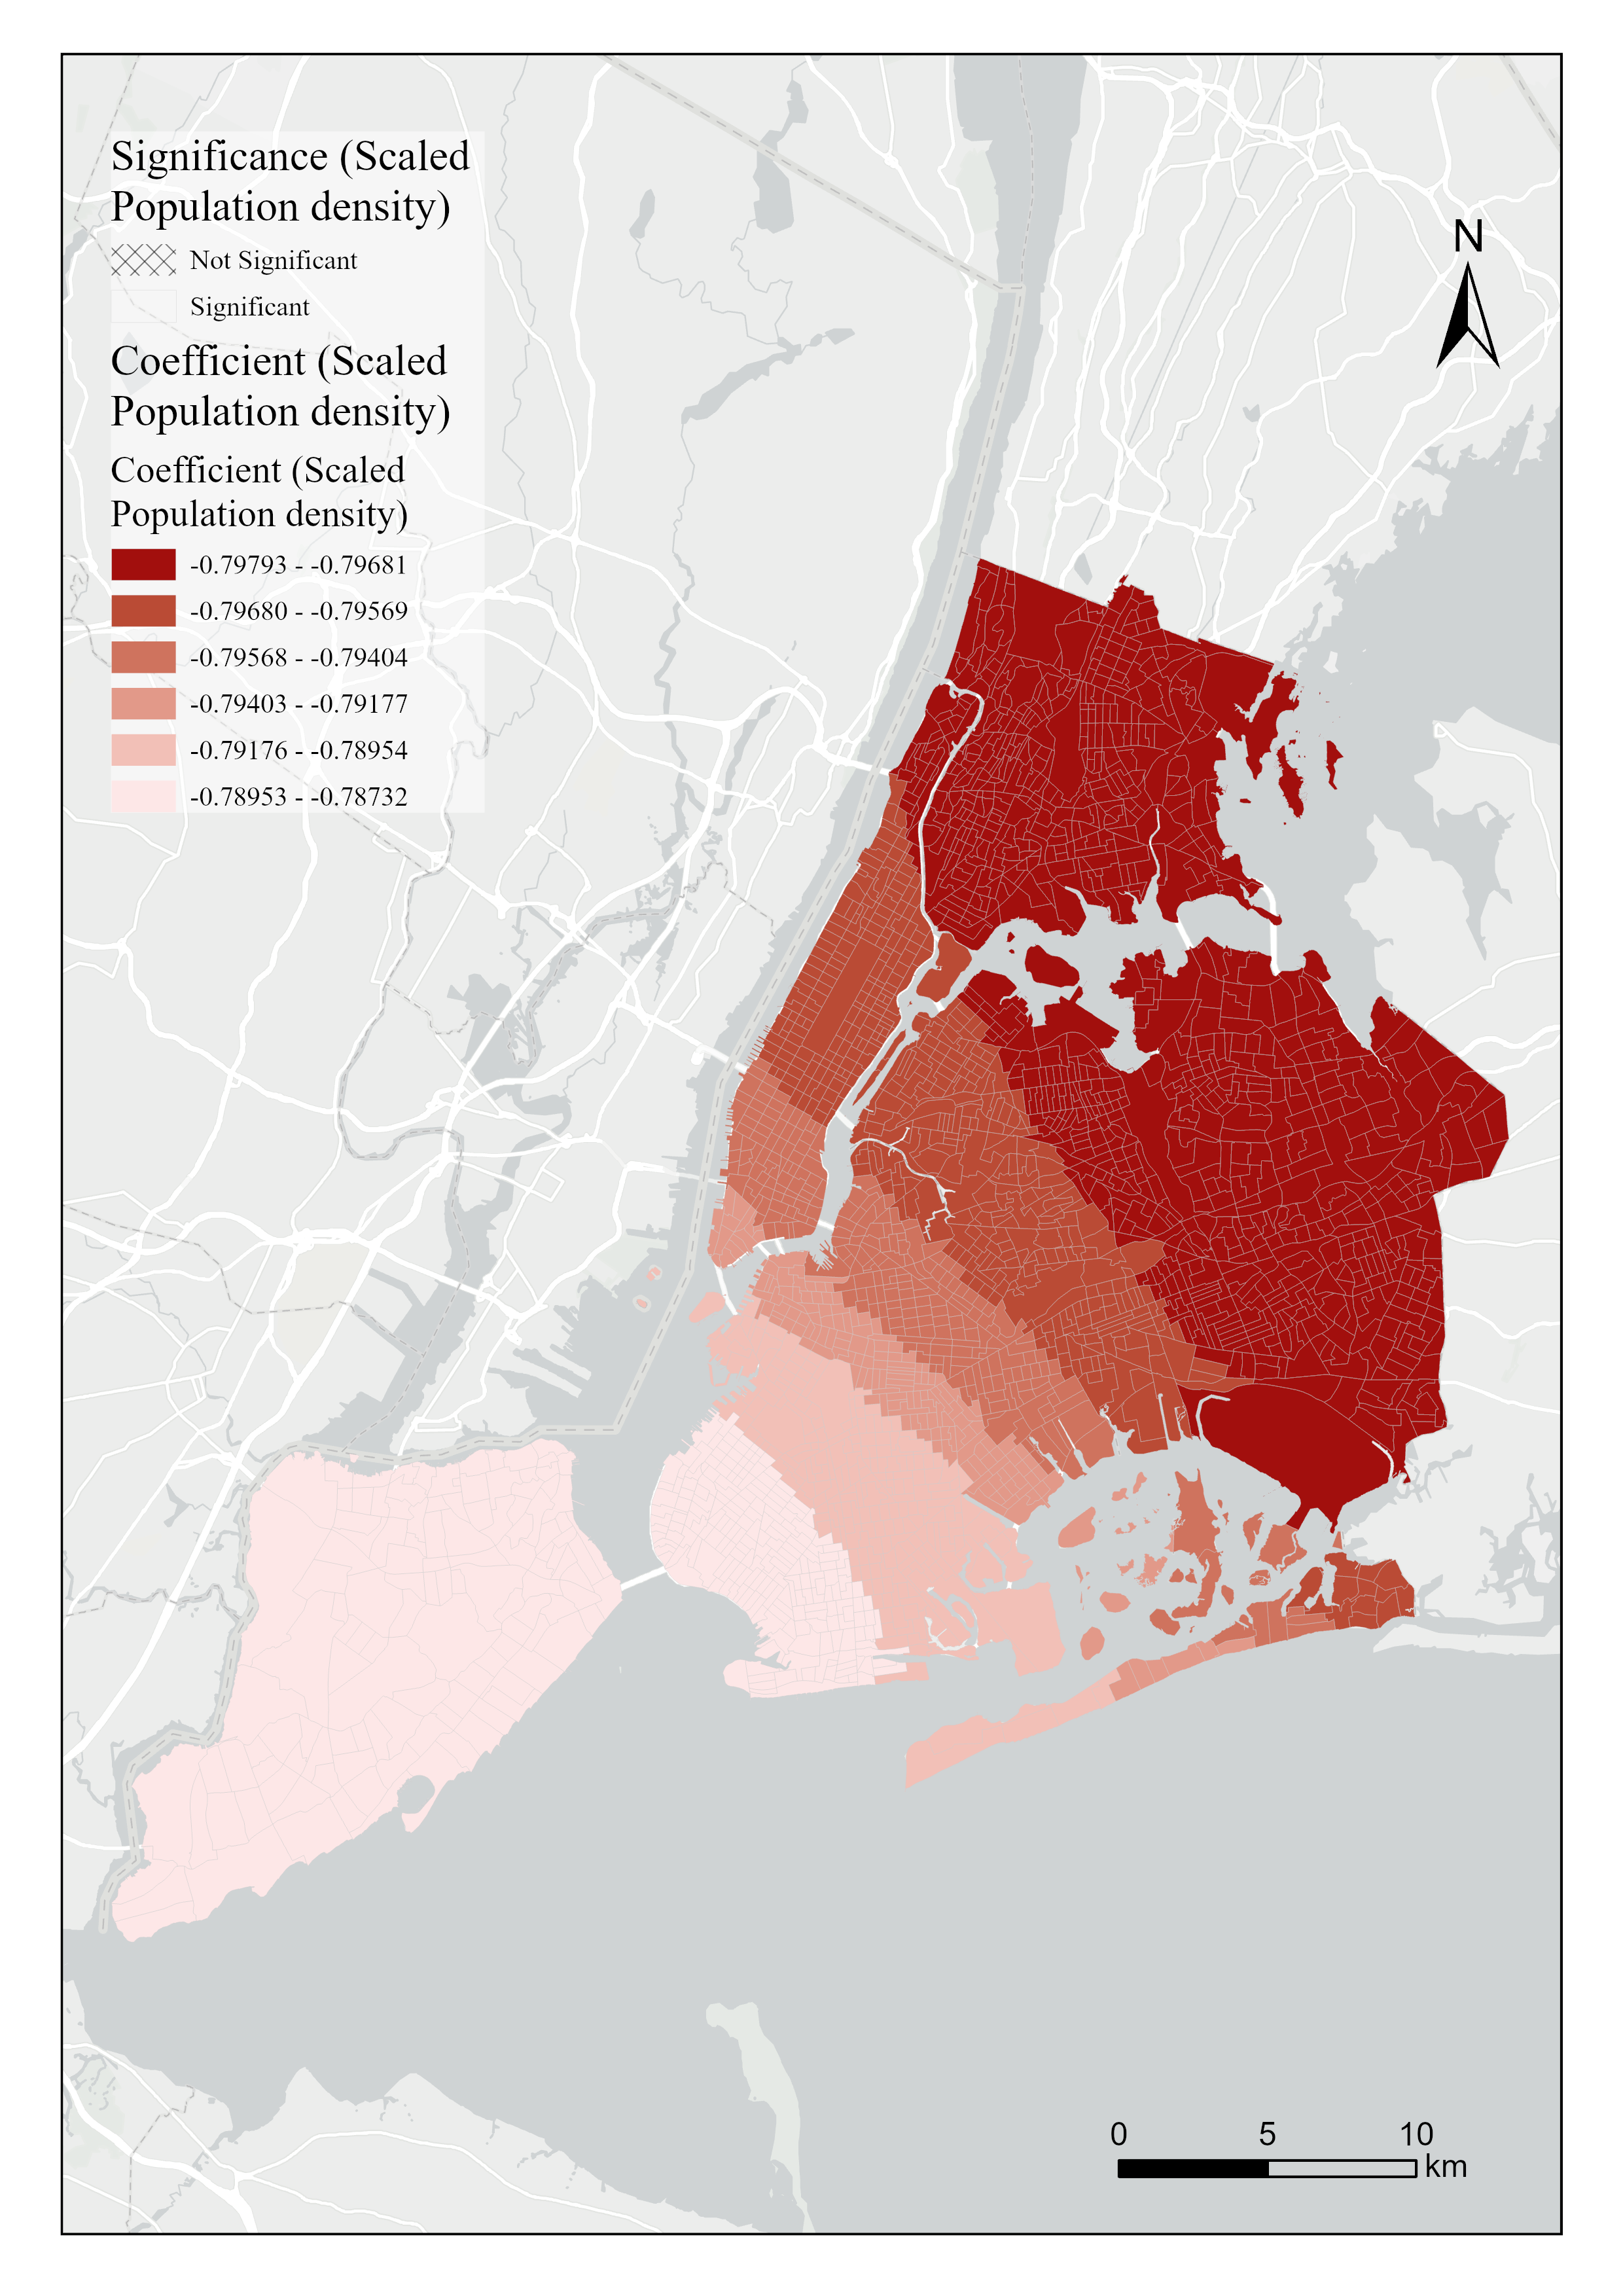 Significance (Scaled
Population density)
Not Significant
Significant
Coefficient (Scaled
Population density)
Coefficient (Scaled
Population density)
-0.79793 - -0.79681
-0.79680 - -0.79569
-0.79568 - -0.79404
-0.79403 - -0.79177
-0.79176 - -0.78954
-0.78953 - -0.78732
N
0 5 10
km